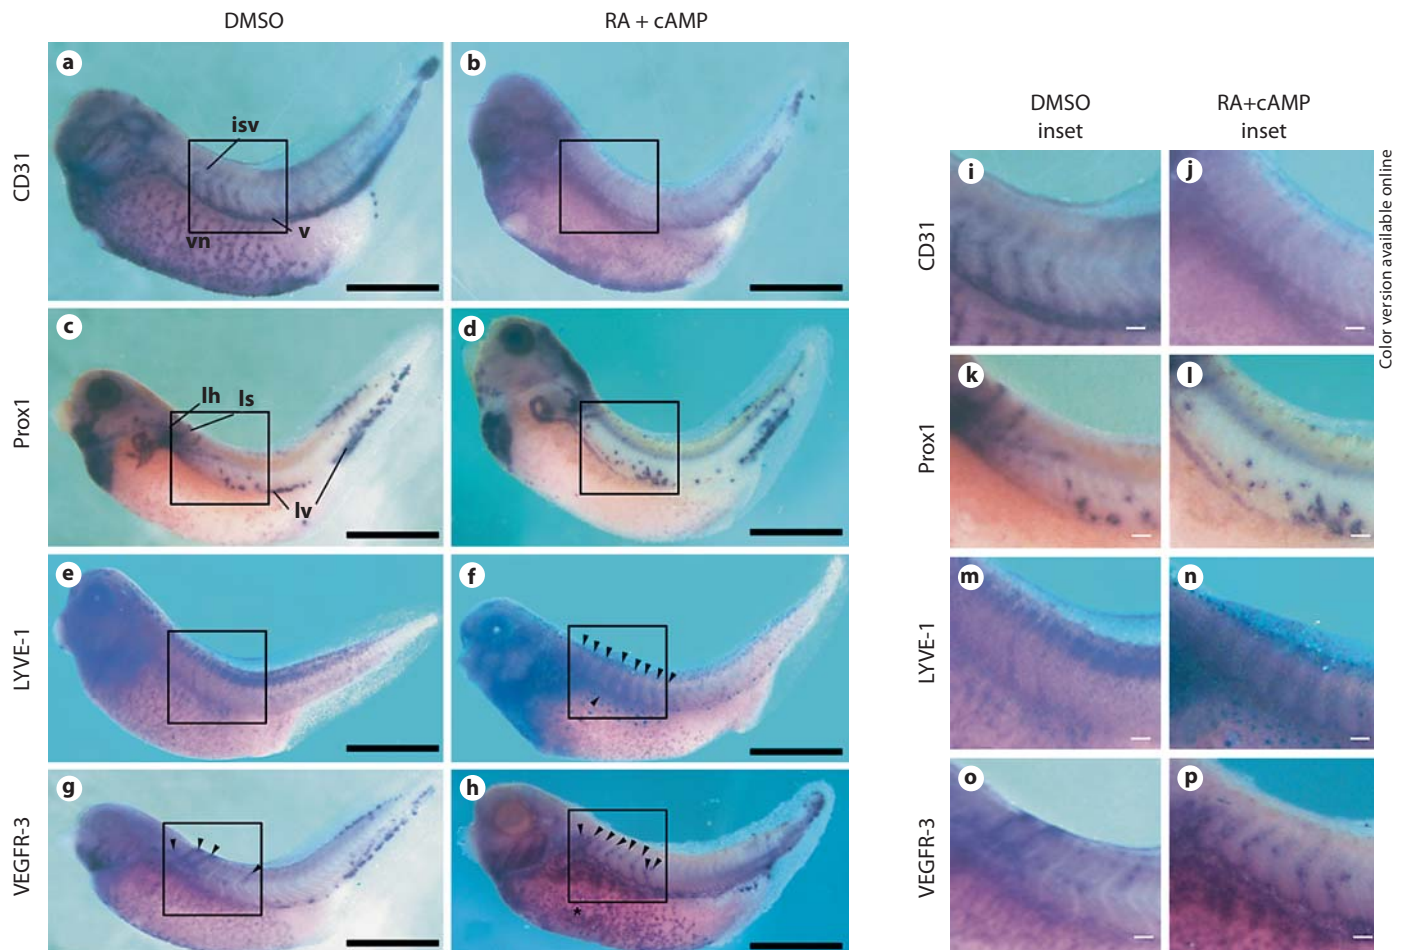 DMSO
RA + cAMP
CD31
a
isv
v
vn
b
Prox1
c
lh
ls
lv
d
LYVE-1
e
f
VEGFR-3
g
h
*
DMSO
inset
RA+cAMP
inset
CD31
i
j
Prox1
k
l
LYVE-1
m
n
VEGFR-3
o
p
Color version available online